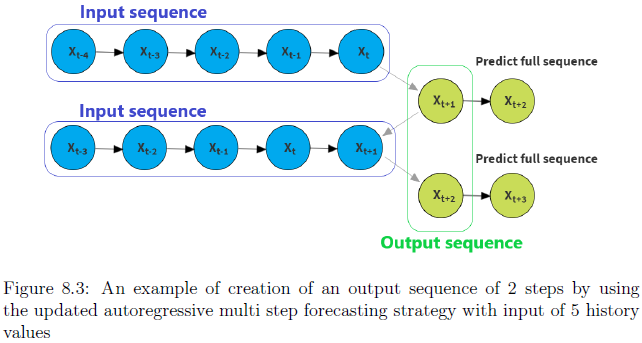 Input sequence
Xt-4 Xt-3 Xt-2 Xt-1 Xt
Predict full sequence
Xt+1 Xt+2
Input sequence
Xt-3 Xt-2 Xt-1 Xt Xt+1
Predict full sequence
Xt+2 Xt+3
Output sequence
Figure 8.3: An example of creation of an output sequence of 2 steps by using
the updated autoregressive multi step forecasting strategy with input of 5 history
values